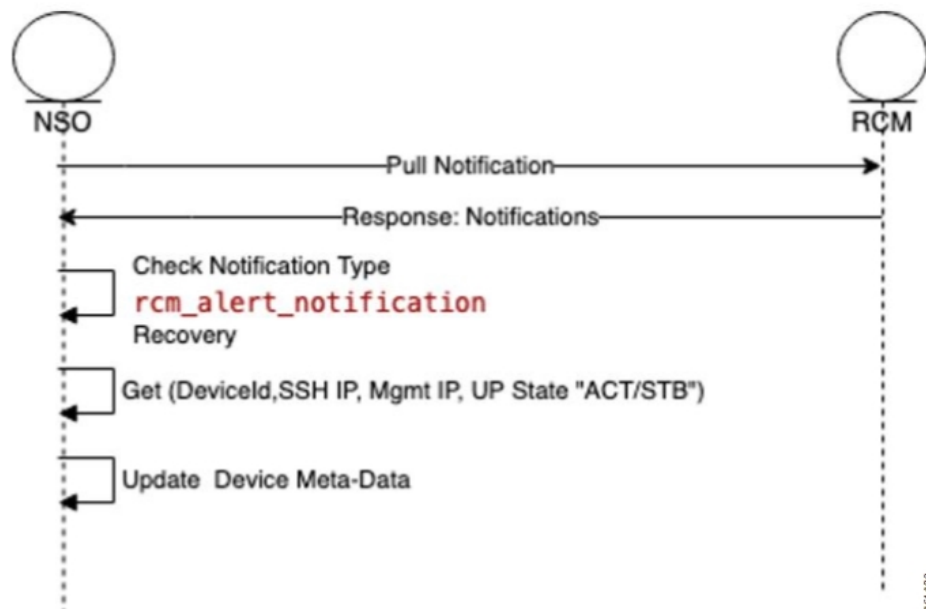 NSO
RCM
Pull Notification
Response: Notifications
Check Notification Type
rcm_alert_notification
Recovery
Get (DeviceId,SSH IP, Mgmt IP, UP State "ACT/STB")
Update Device Meta-Data